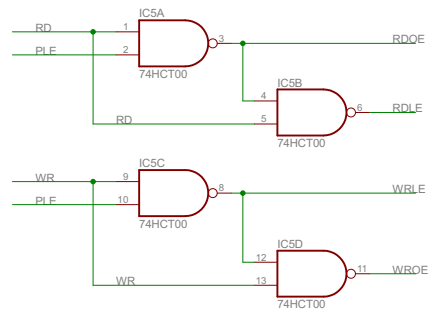 IC5A
RD
1
3
RDOE
PLE
2
74HCT00
IC5B
4
6
RDLE
RD
5
74HCT00
IC5C
WR
9
8
WRLE
PLE
10
74HCT00
IC5D
12
11
WROE
WR
13
74HCT00